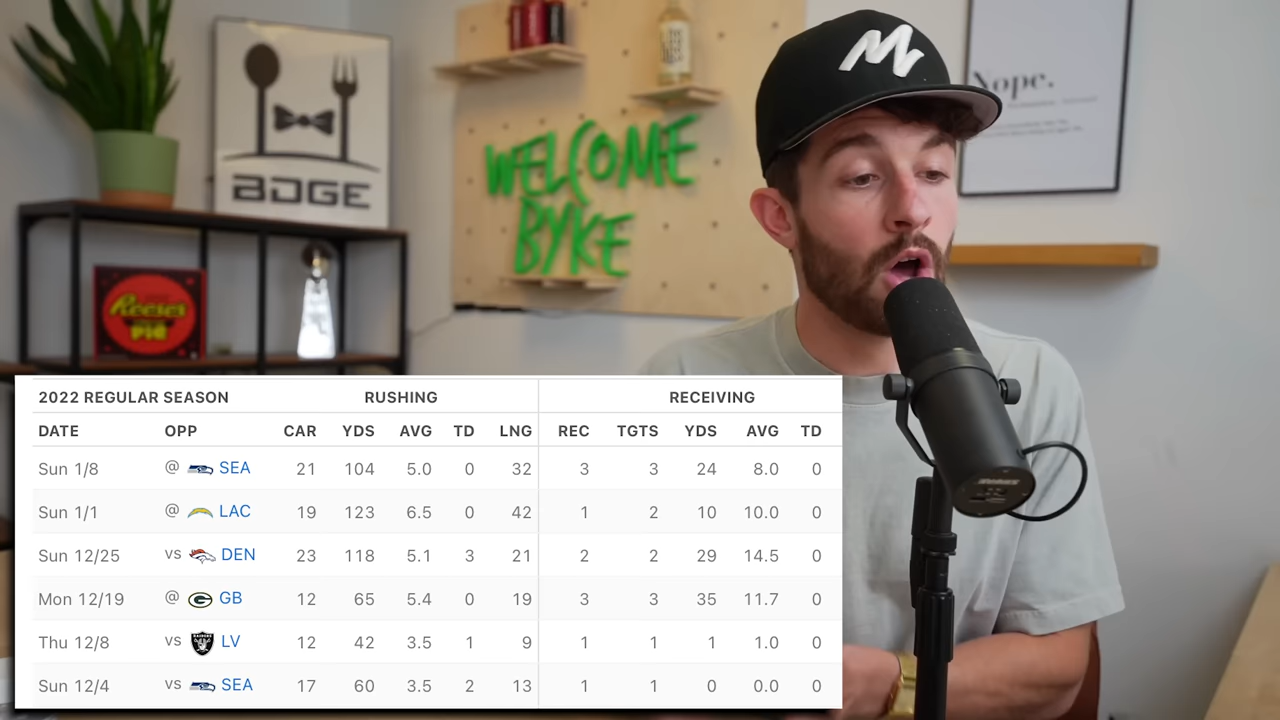 BDGE
WELCOME
BYKE
Nope.
Reese's
PIE
2022 REGULAR SEASON RUSHING RECEIVING
DATE OPP CAR YDS AVG TD LNG REC TGTS YDS AVG TD
Sun 1/8 @ SEA 21 104 5.0 0 32 3 3 24 8.0 0
Sun 1/1 @ LAC 19 123 6.5 0 42 1 2 10 10.0 0
Sun 12/25 vs DEN 23 118 5.1 3 21 2 2 29 14.5 0
Mon 12/19 @ GB 12 65 5.4 0 19 3 3 35 11.7 0
Thu 12/8 vs LV 12 42 3.5 1 9 1 1 1 1.0 0
Sun 12/4 vs SEA 17 60 3.5 2 13 1 1 0 0.0 0